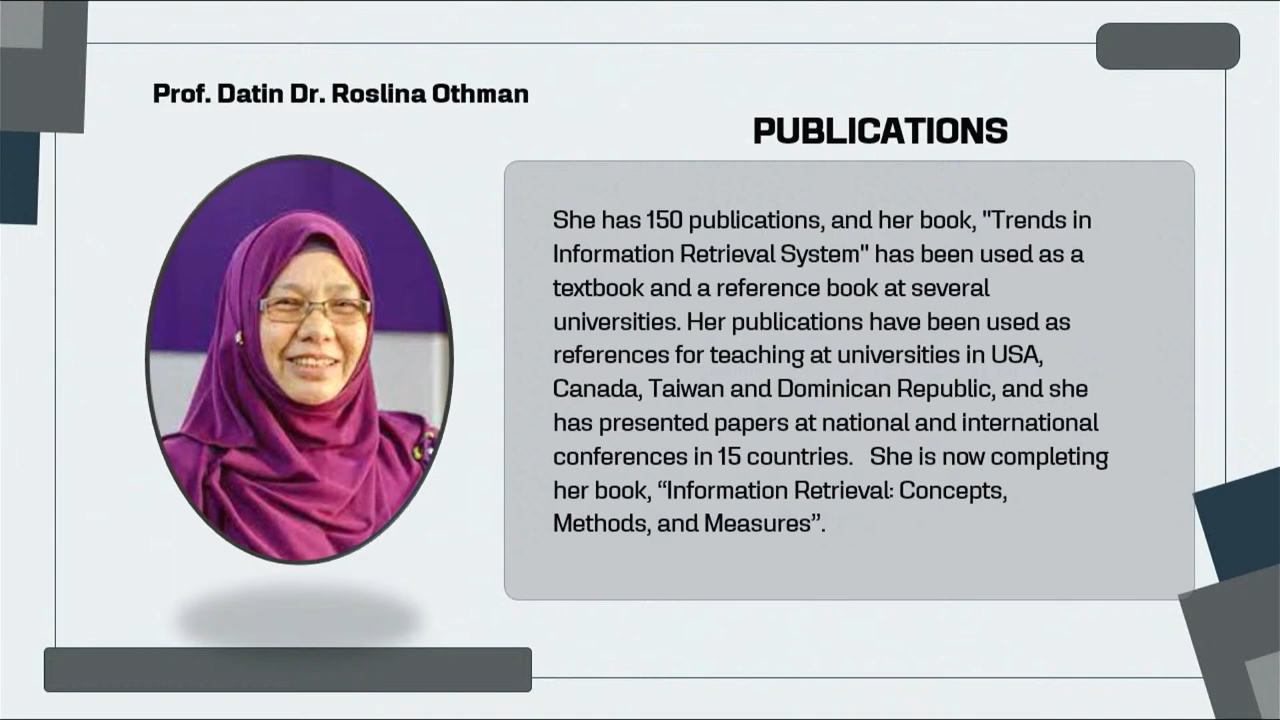 Prof. Datin Dr. Roslina Othman
PUBLICATIONS
She has 150 publications, and her book, "Trends in
Information Retrieval System" has been used as a
textbook and a reference book at several
universities. Her publications have been used as
references for teaching at universities in USA,
Canada, Taiwan and Dominican Republic, and she
has presented papers at national and international
conferences in 15 countries.   She is now completing
her book, “Information Retrieval: Concepts,
Methods, and Measures”.